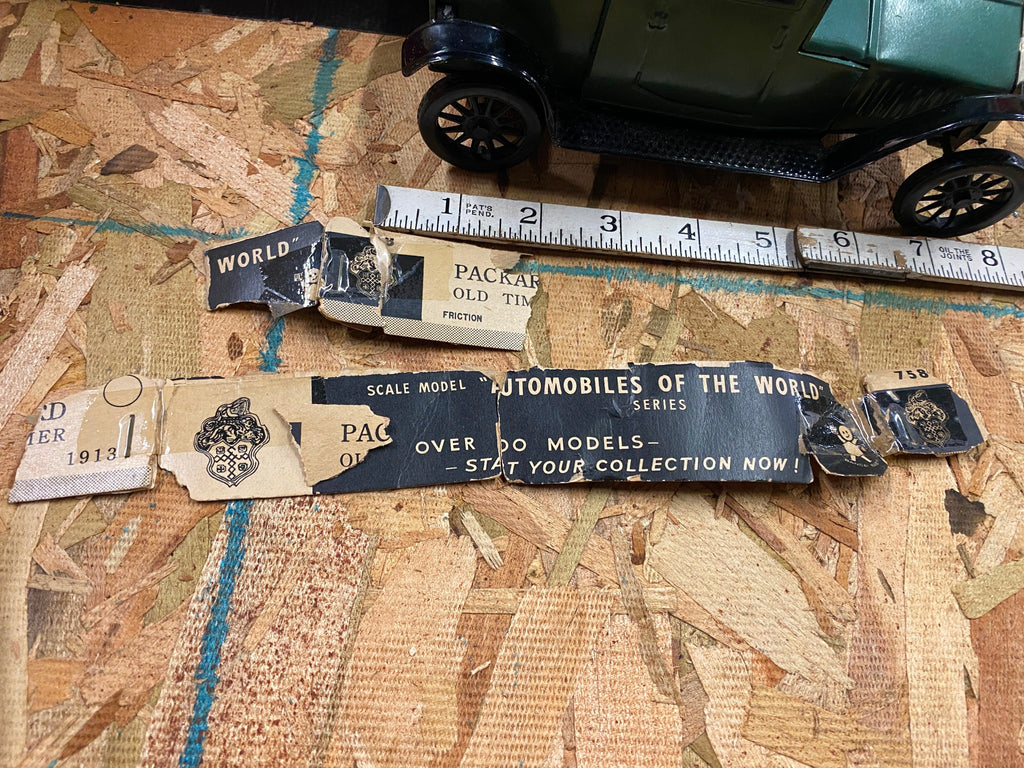 1 PAT'S PEND. 2 3 4 5 6 7 OIL THE JOINTS 8
WORLD"
PACKAR
OLD TIM
FRICTION
RD
MER
1913
PAC
OL
SCALE MODEL "AUTOMOBILES OF THE WORLD"
SERIES
OVER 00 MODELS–
– START YOUR COLLECTION NOW!
758